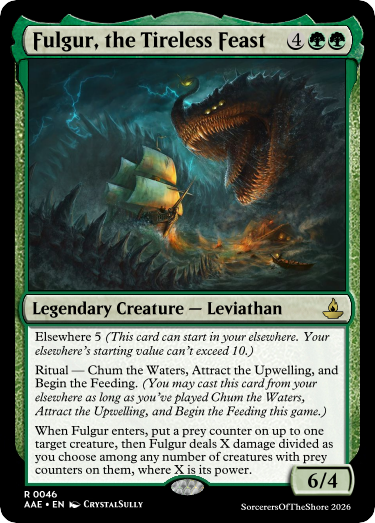 Fulgur, the Tireless Feast 4
Legendary Creature — Leviathan
Elsewhere 5 (This card can start in your elsewhere. Your
elsewhere's starting value can't exceed 10.)
Ritual — Chum the Waters, Attract the Upwelling, and
Begin the Feeding. (You may cast this card from your
elsewhere as long as you've played Chum the Waters,
Attract the Upwelling, and Begin the Feeding this game.)
When Fulgur enters, put a prey counter on up to one
target creature, then Fulgur deals X damage divided as
you choose among any number of creatures with prey
counters on them, where X is its power.
6/4
R 0046
AAE • EN CrystalSully
SorcerersOfTheShore 2026